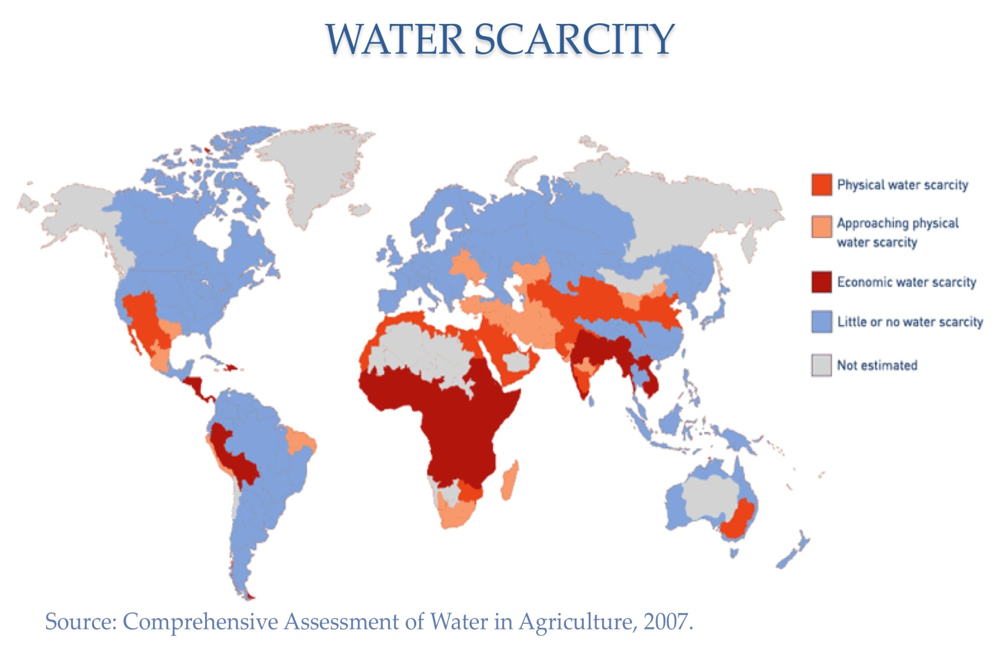 WATER SCARCITY
Physical water scarcity
Approaching physical
water scarcity
Economic water scarcity
Little or no water scarcity
Not estimated
Source: Comprehensive Assessment of Water in Agriculture, 2007.